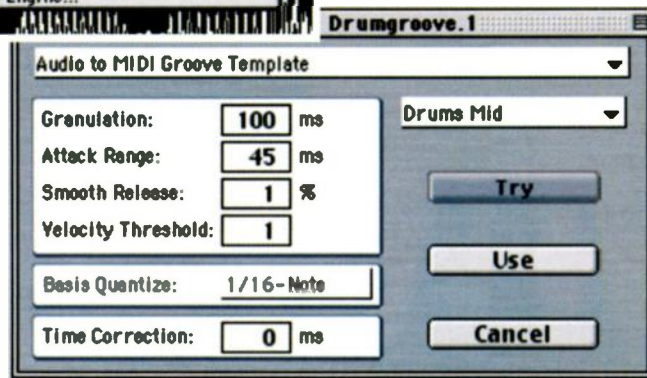 Engine...
Drumgroove.1
Audio to MIDI Groove Template
Granulation: 100 ms
Attack Range: 45 ms
Smooth Release: 1 %
Velocity Threshold: 1
Basis Quantize: 1/16-Note
Time Correction: 0 ms
Drums Mid
Try
Use
Cancel